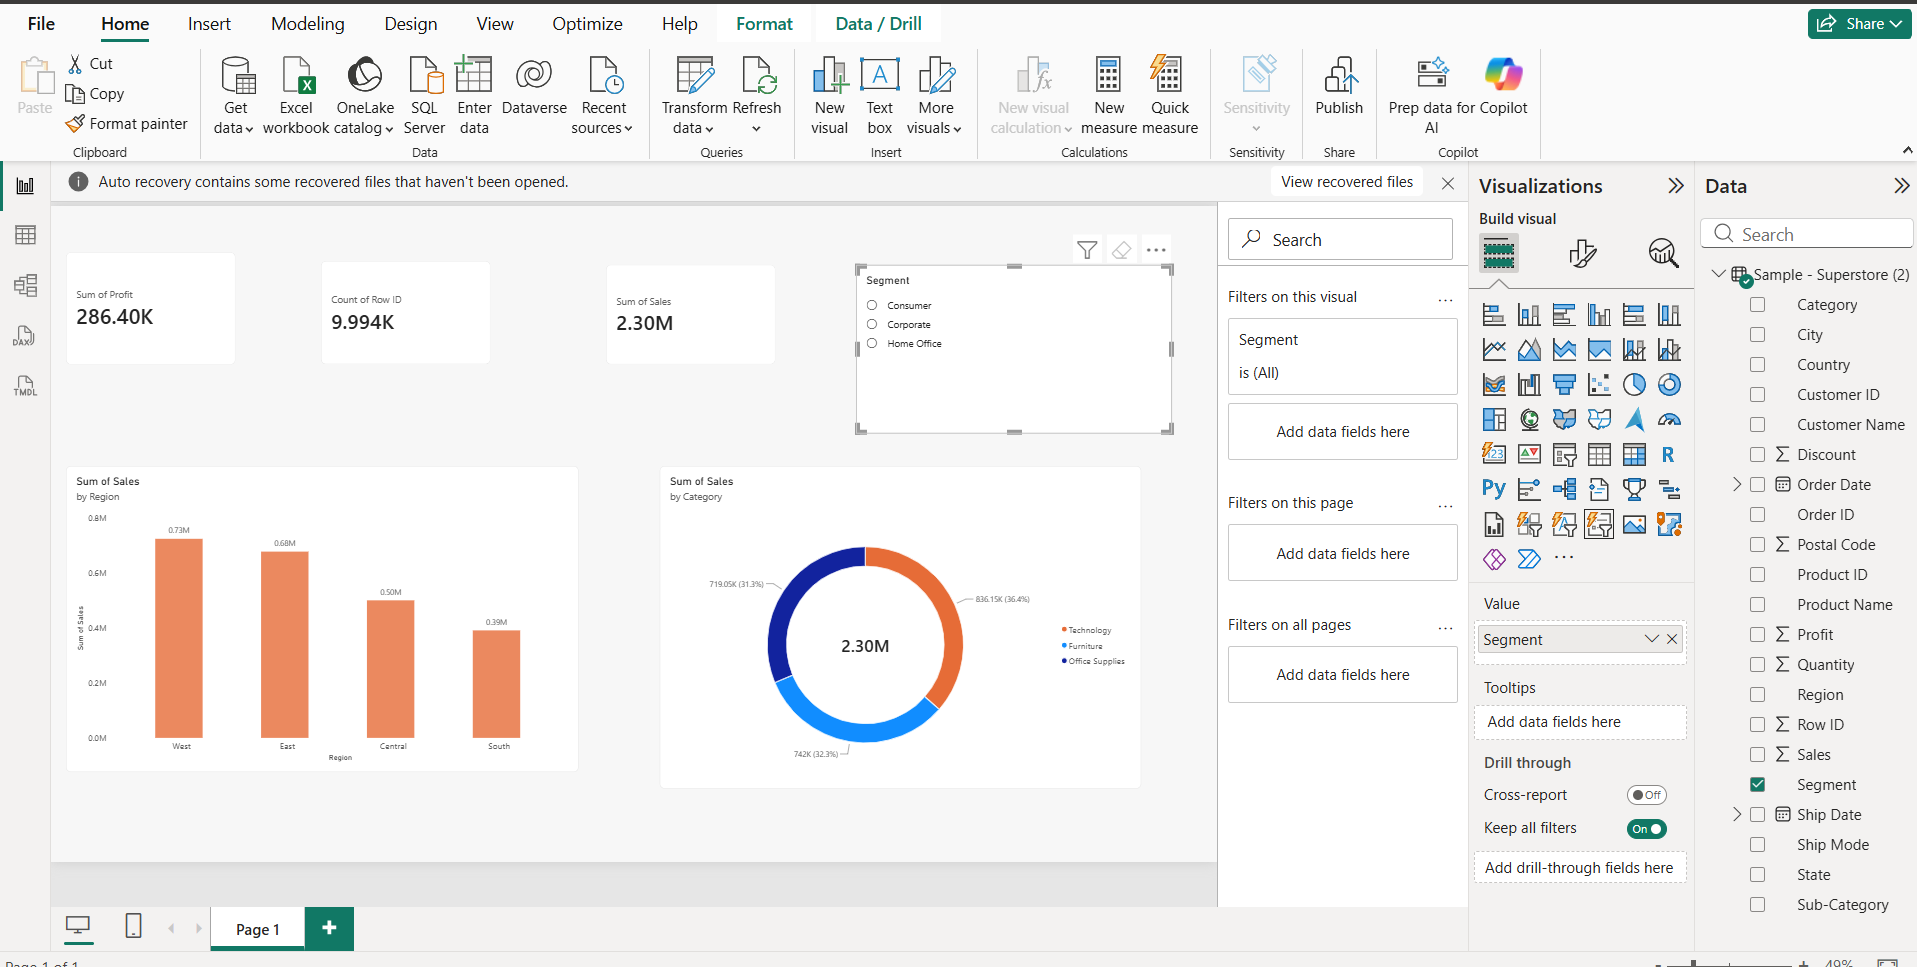 File Home Insert Modeling Design View Optimize Help Format Data / Drill Share
Paste
Cut
Copy
Format painter
Clipboard
Get data
Excel workbook
OneLake catalog
SQL Server
Enter data
Dataverse
Recent sources
Data
Transform data
Refresh
Queries
New visual
Text box
More visuals
Insert
New visual calculation
New measure
Quick measure
Calculations
Sensitivity
Sensitivity
Publish
Share
Prep data for AI
Copilot
Copilot
Auto recovery contains some recovered files that haven't been opened.
View recovered files
DAX
TMDL
Sum of Profit
286.40K
Count of Row ID
9.994K
Sum of Sales
2.30M
Segment
Consumer
Corporate
Home Office
Sum of Sales
by Region
0.8M
0.6M
0.4M
0.2M
0.0M
Sum of Sales
0.73M
0.68M
0.50M
0.39M
West East Central South
Region
Sum of Sales
by Category
719.05K (31.3%)
836.15K (36.4%)
742K (32.3%)
2.30M
Technology
Furniture
Office Supplies
Search
Filters on this visual
Segment
is (All)
Add data fields here
Filters on this page
Add data fields here
Filters on all pages
Add data fields here
Visualizations
Build visual
123
R
Py
Value
Segment
Tooltips
Add data fields here
Drill through
Cross-report
Off
Keep all filters
On
Add drill-through fields here
Data
Search
Sample - Superstore (2)
Category
City
Country
Customer ID
Customer Name
Discount
Order Date
Order ID
Postal Code
Product ID
Product Name
Profit
Quantity
Region
Row ID
Sales
Segment
Ship Date
Ship Mode
State
Sub-Category
Page 1
Page 1 of 1
49%